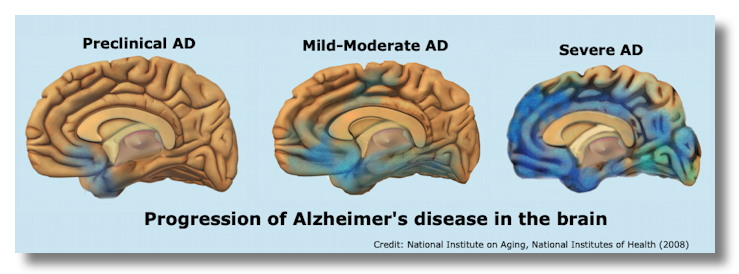 Preclinical AD
Mild-Moderate AD
Severe AD
Progression of Alzheimer's disease in the brain
Credit: National Institute on Aging, National Institutes of Health (2008)